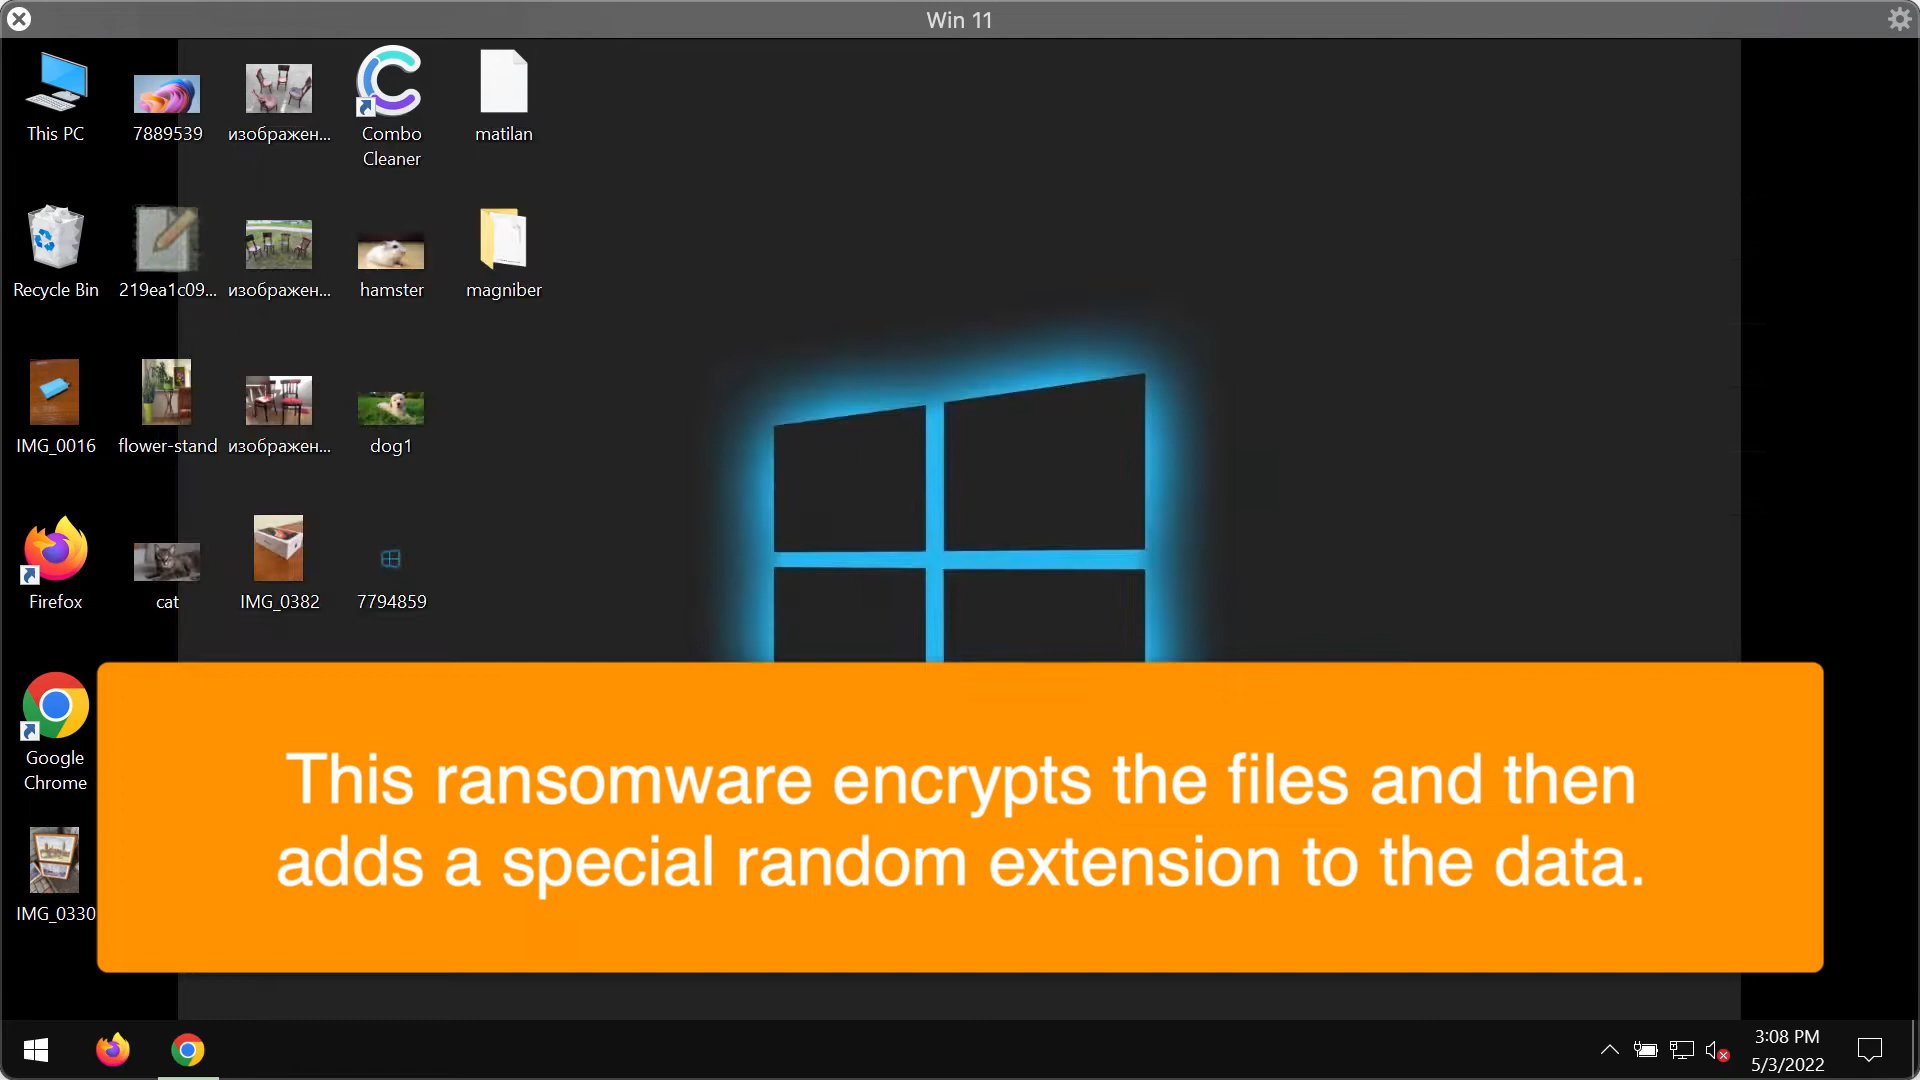 Win 11
This PC
7889539
изображен...
Combo
Cleaner
matilan
Recycle Bin
219ea1c09...
изображен...
hamster
magniber
IMG_0016
flower-stand
изображен...
dog1
Firefox
cat
IMG_0382
7794859
Google
Chrome
IMG_0330
This ransomware encrypts the files and then
adds a special random extension to the data.
3:08 PM
5/3/2022